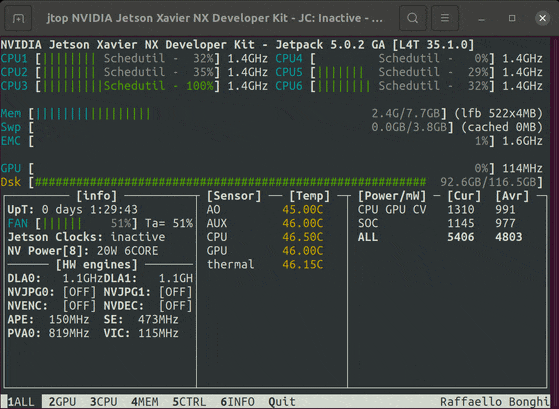 jtop NVIDIA Jetson Xavier NX Developer Kit - JC: Inactive - ...
NVIDIA Jetson Xavier NX Developer Kit - Jetpack 5.0.2 GA [L4T 35.1.0]
CPU1 [|||||||| Schedutil - 32%] 1.4GHz CPU4 [ Schedutil - 0%] 1.4GHz
CPU2 [|||||||| Schedutil - 35%] 1.4GHz CPU5 [||||||| Schedutil - 29%] 1.4GHz
CPU3 [|||||||||Schedutil - 100%] 1.4GHz CPU6 [|||||||| Schedutil - 32%] 1.4GHz
Mem [||||||||||||||||||| 2.4G/7.7GB] (lfb 522x4MB)
Swp [ 0.0GB/3.8GB] (cached 0MB)
EMC [ 1%] 1.6GHz
GPU [ 0%] 114MHz
Dsk [################################################## 92.6GB/116.5GB]
[info] [Sensor] [Temp] [Power/mW] [Cur] [Avr]
UpT: 0 days 1:29:43 AO 45.00C CPU GPU CV 1310 991
FAN [|||||| 51%] Ta= 51% AUX 46.00C SOC 1145 977
Jetson Clocks: inactive CPU 46.50C ALL 5406 4803
NV Power[8]: 20W 6CORE GPU 46.00C
[HW engines] thermal 46.15C
DLA0: 1.1GHzDLA1: 1.1GH
NVJPG0: [OFF] NVJPG1: [OFF]
NVENC: [OFF] NVDEC: [OFF]
APE: 150MHz SE: 473MHz
PVA0: 819MHz VIC: 115MHz
1ALL 2GPU 3CPU 4MEM 5CTRL 6INFO Quit Raffaello Bonghi